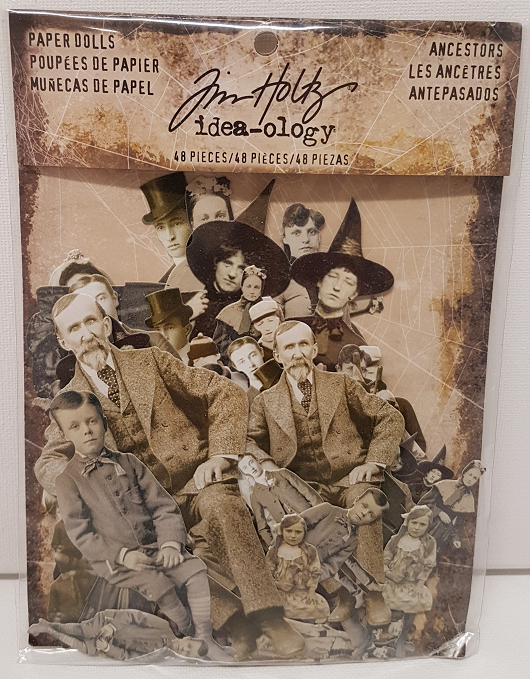 PAPER DOLLS
POUPÉES DE PAPIER
MUÑECAS DE PAPEL
ANCESTORS
LES ANCÊTRES
ANTEPASADOS
Tim Holtz
idea-ology
48 PIECES/48 PIÈCES/48 PIEZAS